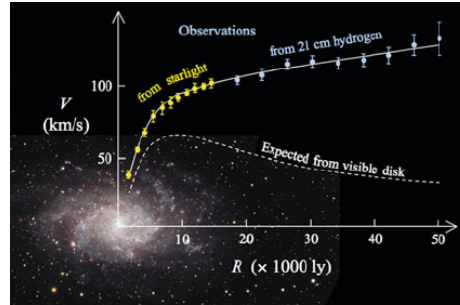 Observations
from starlight
from 21 cm hydrogen
V
(km/s)
100
50
Expected from visible disk
10
20
30
40
50
R (× 1000 ly)